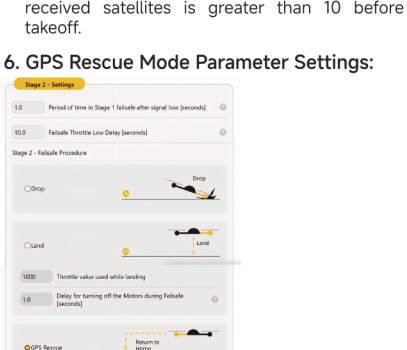 received satellites is greater than 10 before
takeoff.
6. GPS Rescue Mode Parameter Settings:
Stage 2 - Settings
1.0 Period of time in Stage 1 failsafe after signal loss [seconds]
10.0 Failsafe Throttle Low Delay [seconds]
Stage 2 - Failsafe Procedure
Drop
Drop
Land
Land
1000 Throttle value used while landing
1.0 Delay for turning off the Motors during Failsafe
[seconds]
Return to
Home
GPS Rescue